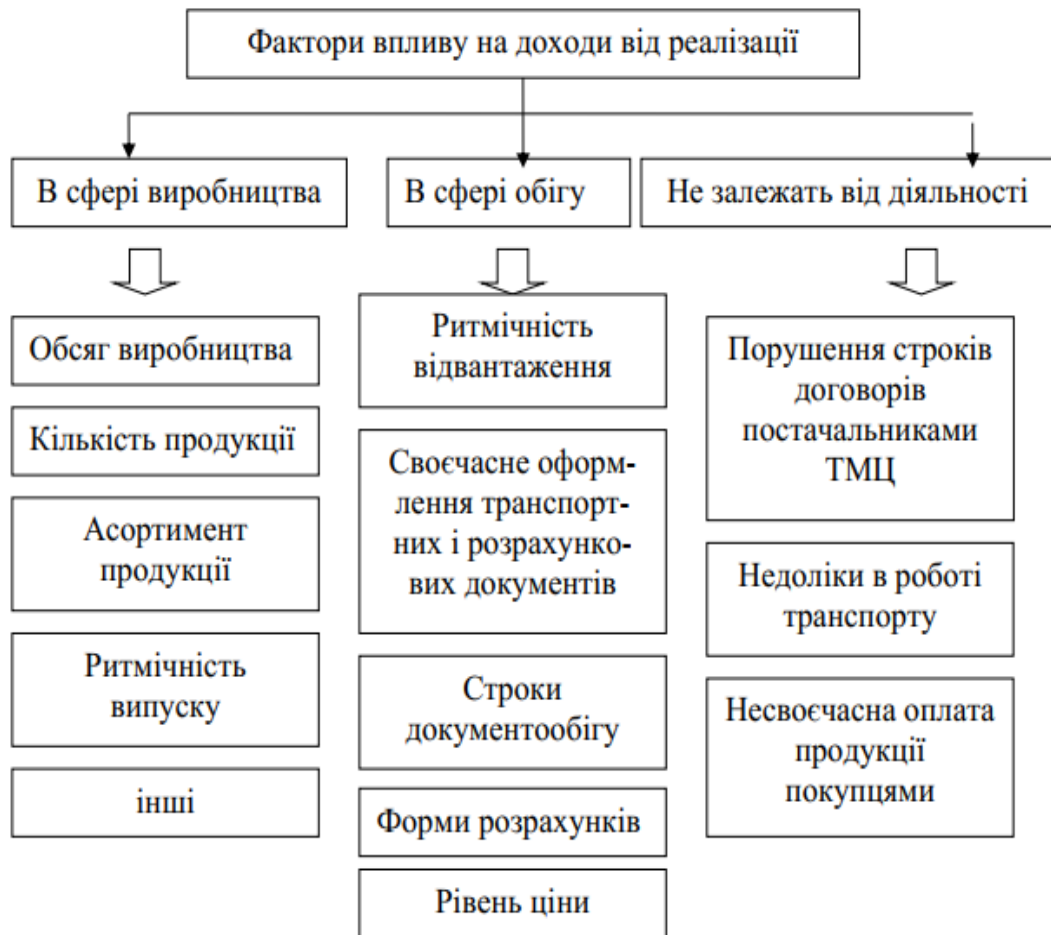 Фактори впливу на доходи від реалізації
В сфері виробництва
В сфері обігу
Не залежать від діяльності
Обсяг виробництва
Кількість продукції
Асортимент
продукції
Ритмічність
випуску
інші
Ритмічність
відвантаження
Своєчасне оформ-
лення транспорт-
них і розрахунко-
вих документів
Строки
документообігу
Форми розрахунків
Рівень ціни
Порушення строків
договорів
постачальниками
ТМЦ
Недоліки в роботі
транспорту
Несвоєчасна оплата
продукції
покупцями